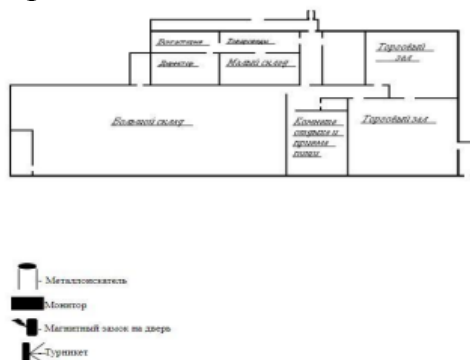 Бухгалтерия
Товароведы
Директор
Малый склад
Торговый
зал
Большой склад
Комната
отдыха и
приема
пищи
Торговый зал
- Металлоискатель
Монитор
- Магнитный замок на дверь
- Турникет